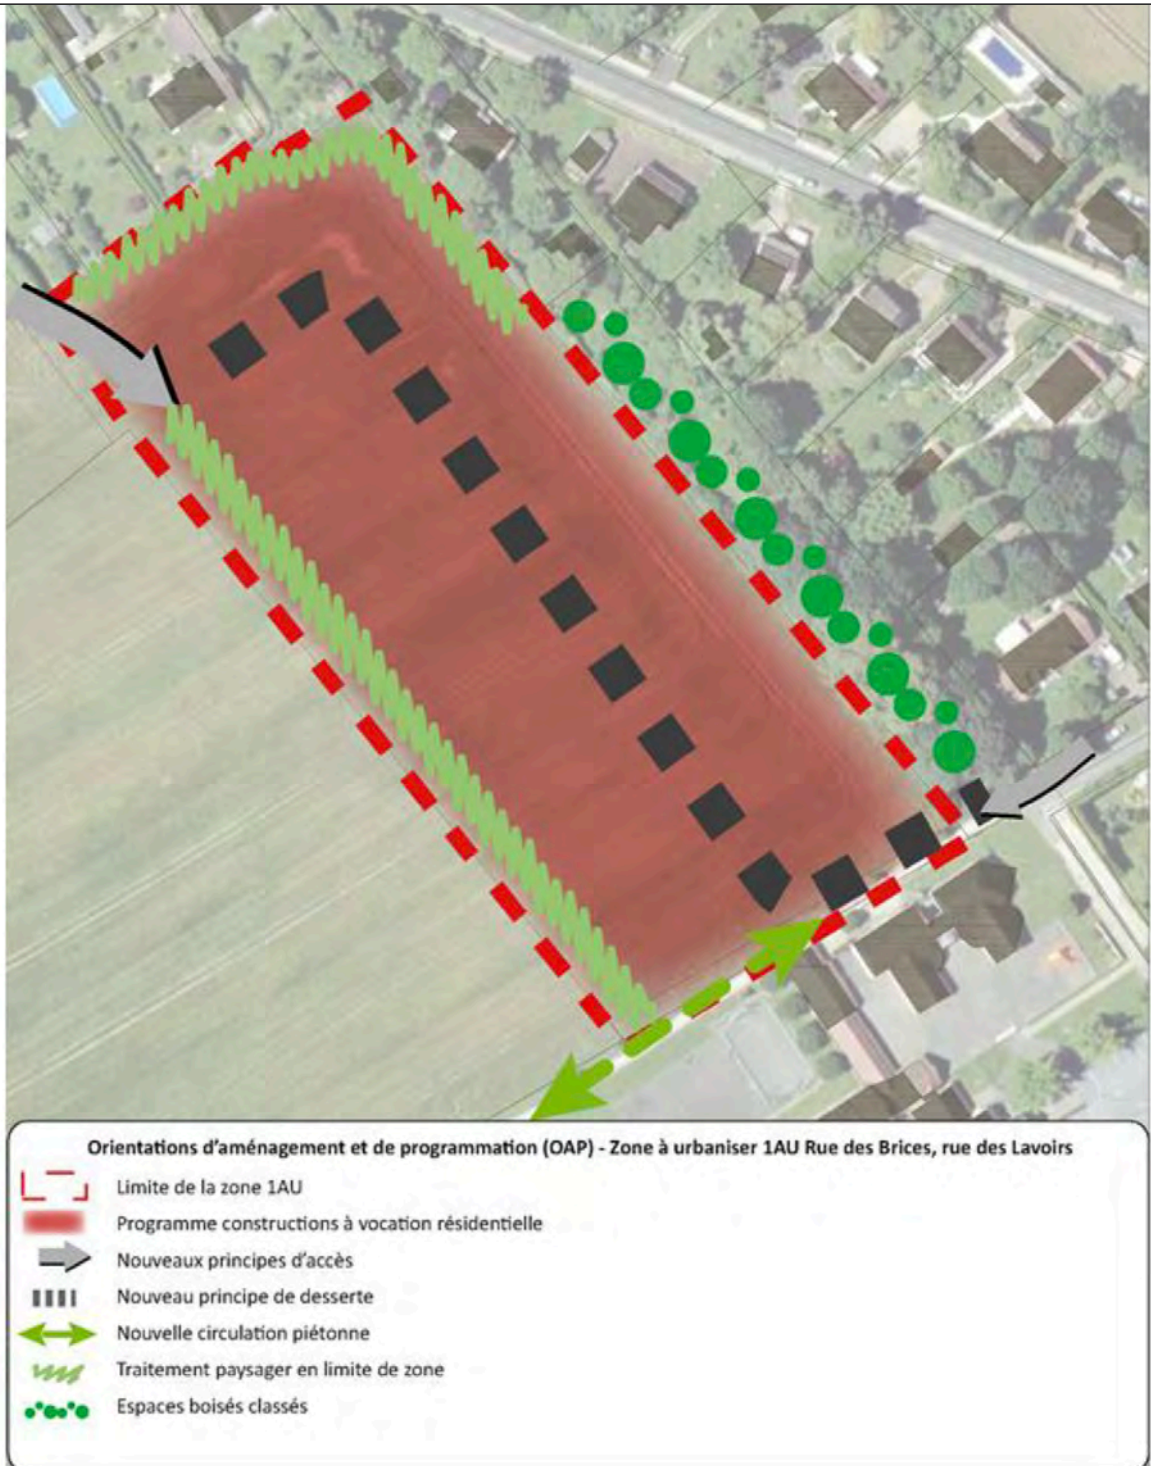 Orientations d'aménagement et de programmation (OAP) - Zone à urbaniser 1AU Rue des Brices, rue des Lavoirs
Limite de la zone 1AU
Programme constructions à vocation résidentielle
Nouveaux principes d'accès
Nouveau principe de desserte
Nouvelle circulation piétonne
Traitement paysager en limite de zone
Espaces boisés classés